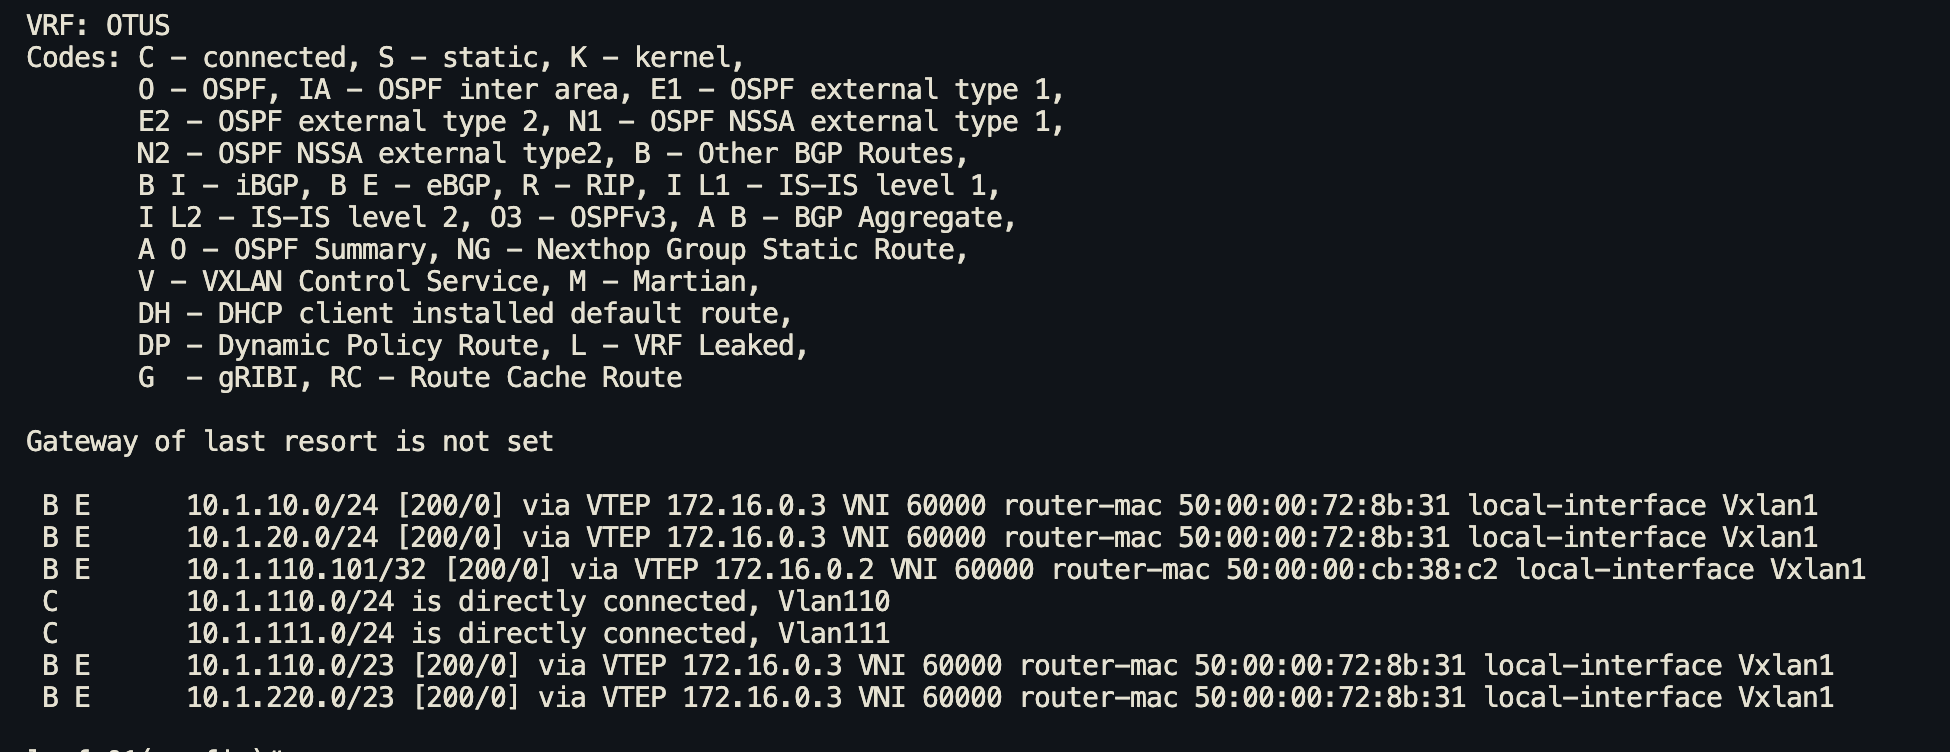 VRF: OTUS
Codes: C - connected, S - static, K - kernel,
       O - OSPF, IA - OSPF inter area, E1 - OSPF external type 1,
       E2 - OSPF external type 2, N1 - OSPF NSSA external type 1,
       N2 - OSPF NSSA external type2, B - Other BGP Routes,
       B I - iBGP, B E - eBGP, R - RIP, I L1 - IS-IS level 1,
       I L2 - IS-IS level 2, O3 - OSPFv3, A B - BGP Aggregate,
       A O - OSPF Summary, NG - Nexthop Group Static Route,
       V - VXLAN Control Service, M - Martian,
       DH - DHCP client installed default route,
       DP - Dynamic Policy Route, L - VRF Leaked,
       G  - gRIBI, RC - Route Cache Route
Gateway of last resort is not set
 B E      10.1.10.0/24 [200/0] via VTEP 172.16.0.3 VNI 60000 router-mac 50:00:00:72:8b:31 local-interface Vxlan1
 B E      10.1.20.0/24 [200/0] via VTEP 172.16.0.3 VNI 60000 router-mac 50:00:00:72:8b:31 local-interface Vxlan1
 B E      10.1.110.101/32 [200/0] via VTEP 172.16.0.2 VNI 60000 router-mac 50:00:00:cb:38:c2 local-interface Vxlan1
 C        10.1.110.0/24 is directly connected, Vlan110
 C        10.1.111.0/24 is directly connected, Vlan111
 B E      10.1.110.0/23 [200/0] via VTEP 172.16.0.3 VNI 60000 router-mac 50:00:00:72:8b:31 local-interface Vxlan1
 B E      10.1.220.0/23 [200/0] via VTEP 172.16.0.3 VNI 60000 router-mac 50:00:00:72:8b:31 local-interface Vxlan1